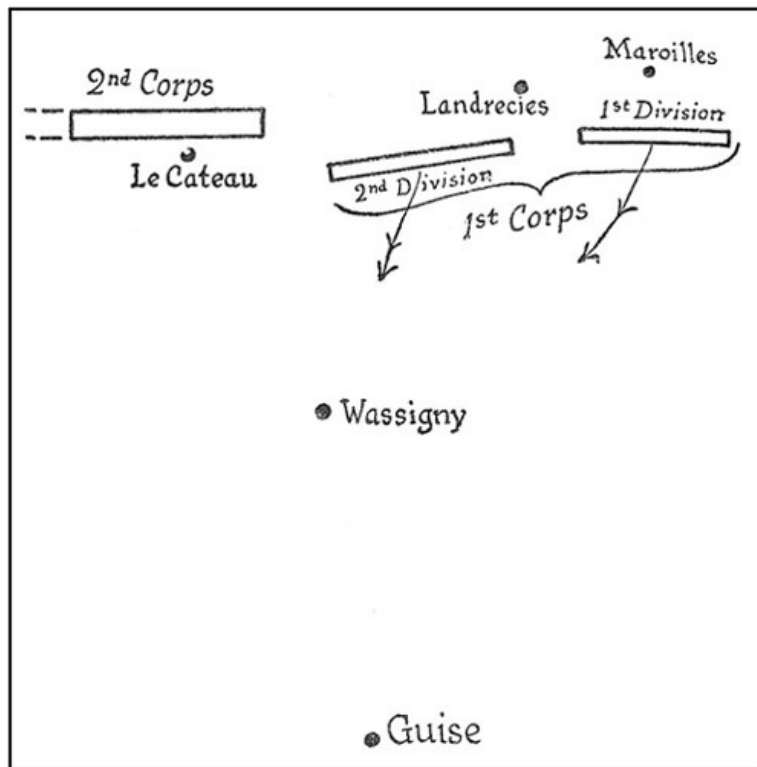 2nd Corps
Maroilles
Landrecies
1st Division
Le Cateau
2nd Division
1st Corps
Wassigny
Guise